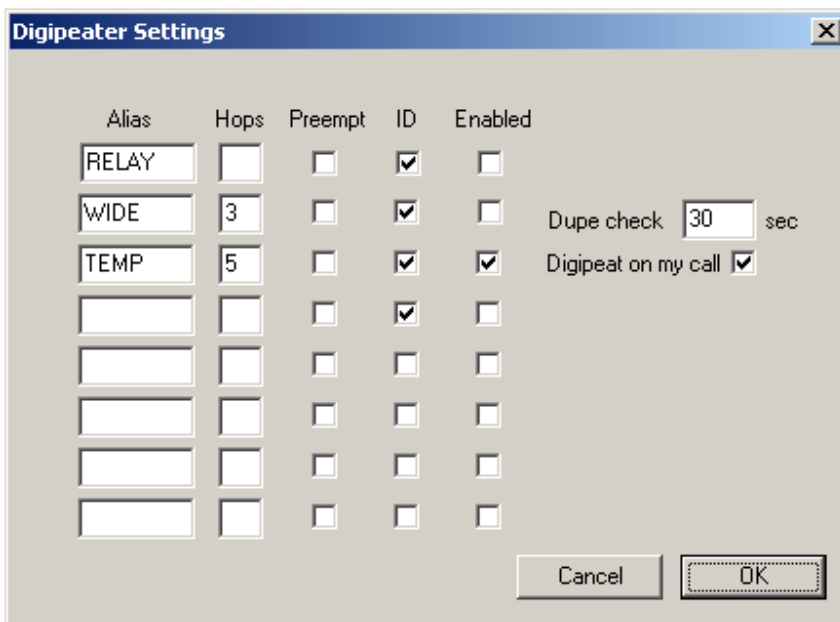 Digipeater Settings
Alias Hops Preempt ID Enabled
RELAY
WIDE 3
Dupe check 30 sec
TEMP 5
Digipeat on my call
Cancel OK